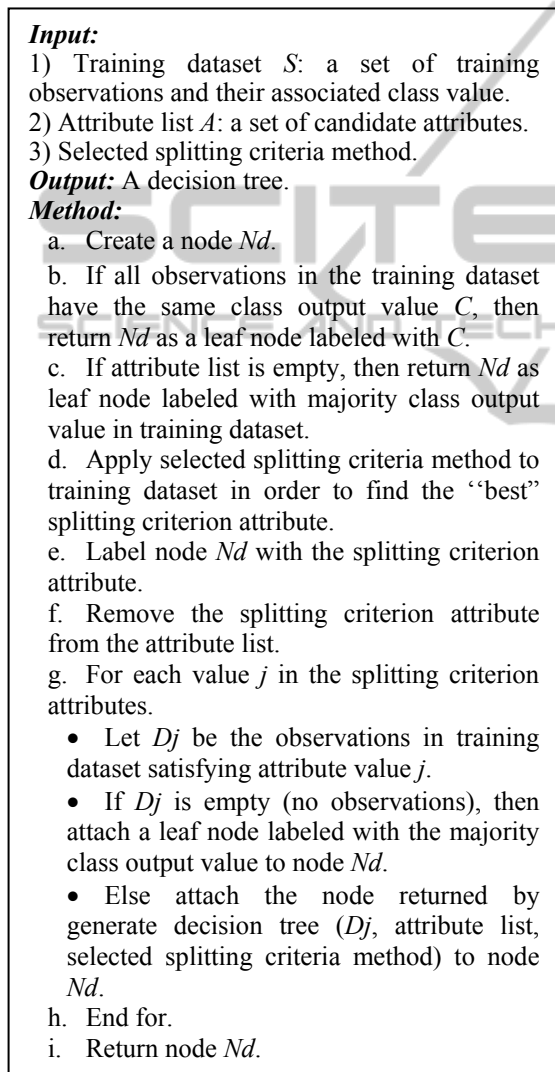 Input:
1) Training dataset S: a set of training
observations and their associated class value.
2) Attribute list A: a set of candidate attributes.
3) Selected splitting criteria method.
Output: A decision tree.
Method:
a. Create a node Nd.
b. If all observations in the training dataset
have the same class output value C, then
return Nd as a leaf node labeled with C.
c. If attribute list is empty, then return Nd as
leaf node labeled with majority class output
value in training dataset.
d. Apply selected splitting criteria method to
training dataset in order to find the ‘‘best”
splitting criterion attribute.
e. Label node Nd with the splitting criterion
attribute.
f. Remove the splitting criterion attribute
from the attribute list.
g. For each value j in the splitting criterion
attributes.
• Let Dj be the observations in training
dataset satisfying attribute value j.
• If Dj is empty (no observations), then
attach a leaf node labeled with the majority
class output value to node Nd.
• Else attach the node returned by
generate decision tree (Dj, attribute list,
selected splitting criteria method) to node
Nd.
h. End for.
i. Return node Nd.
SCITE
SCIENCE AND TECH